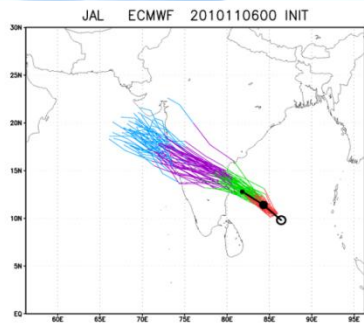 JAL ECMWF 2010110600 INIT
30N
25N
20N
15N
10N
5N
EQ
60E 65E 70E 75E 80E 85E 90E 95E